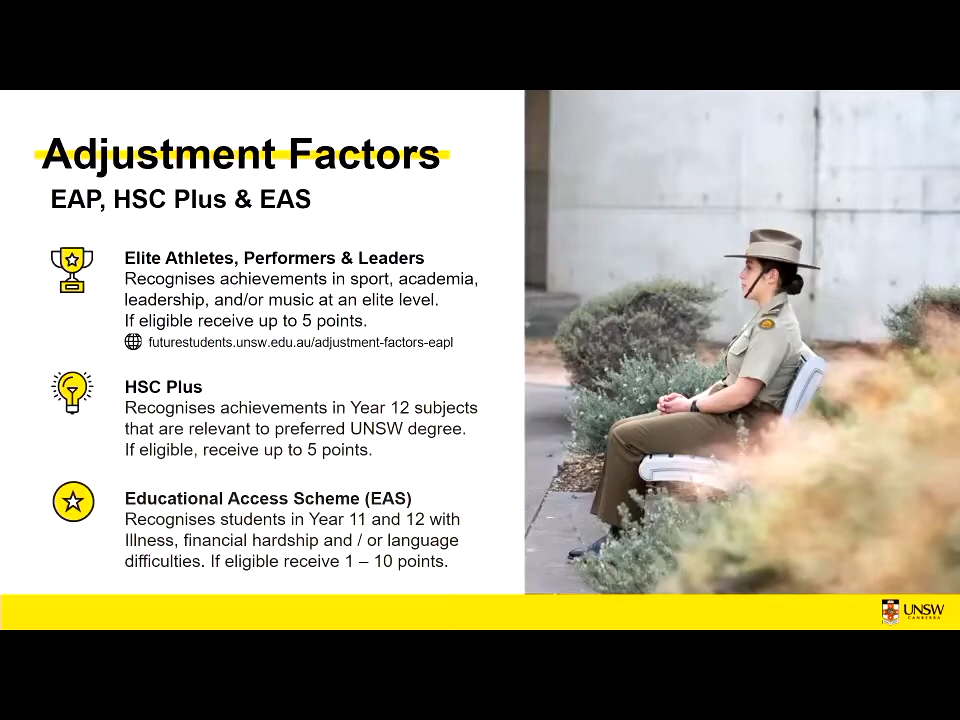 Adjustment Factors
EAP, HSC Plus & EAS
Elite Athletes, Performers & Leaders
Recognises achievements in sport, academia,
leadership, and/or music at an elite level.
If eligible receive up to 5 points.
futurestudents.unsw.edu.au/adjustment-factors-eapl
HSC Plus
Recognises achievements in Year 12 subjects
that are relevant to preferred UNSW degree.
If eligible, receive up to 5 points.
Educational Access Scheme (EAS)
Recognises students in Year 11 and 12 with
Illness, financial hardship and / or language
difficulties. If eligible receive 1 – 10 points.
UNSW
CANBERRA